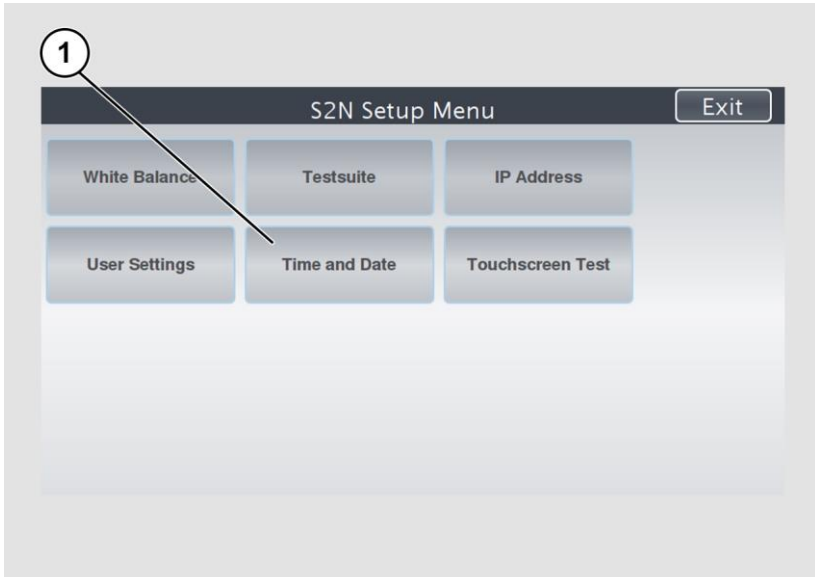 1
S2N Setup Menu Exit
White Balance Testsuite IP Address
User Settings Time and Date Touchscreen Test